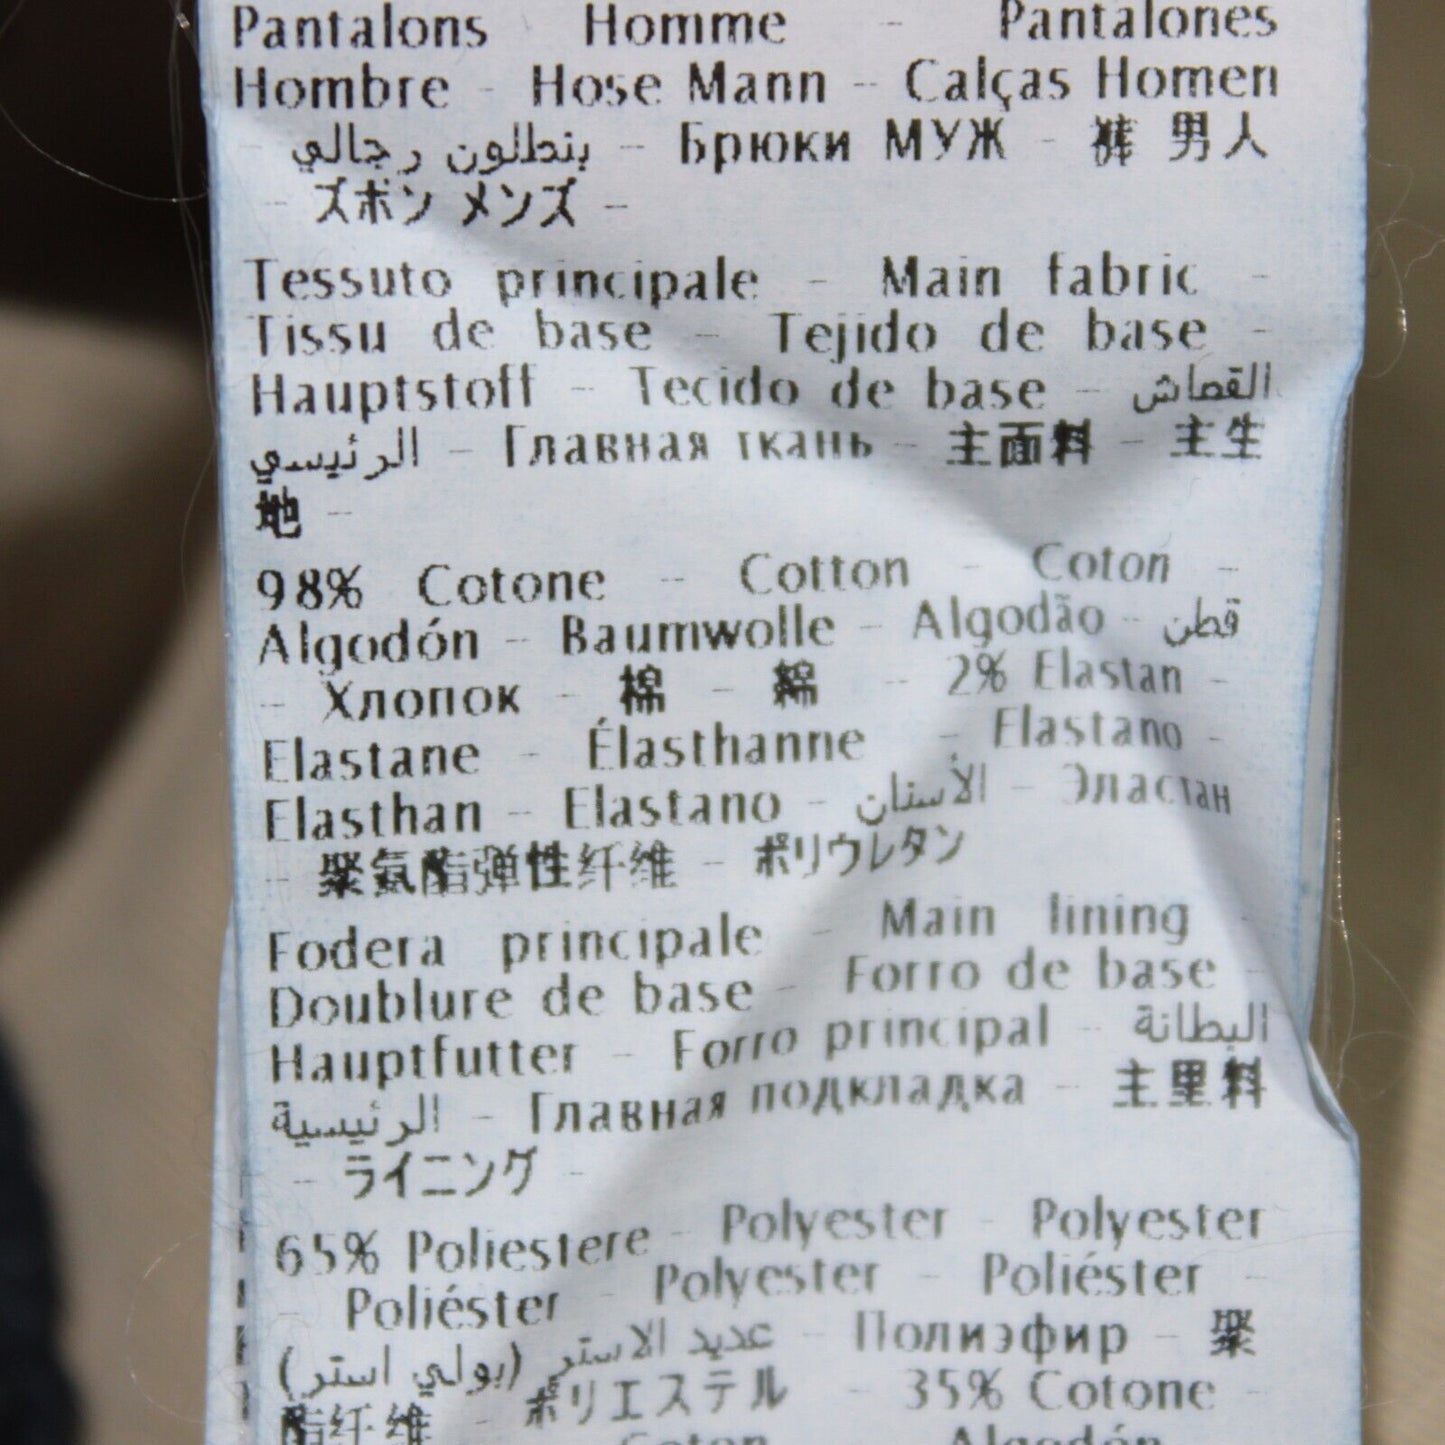 Pantalons Homme - Pantalones
Hombre - Hose Mann - Calças Homem
- بنطلون رجالي - Брюки МУЖ - 裤 男人
- ズボン メンズ -
Tessuto principale - Main fabric -
Tissu de base - Tejido de base -
Hauptstoff - Tecido de base - القماش
الرئيسي - Главная ткань - 主面料 - 主生
地 -
98% Cotone - Cotton - Coton -
Algodón - Baumwolle - Algodão - قطن
- Хлопок - 棉 - 綿 - 2% Elastan -
Elastane - Élasthanne - Elastano -
Elasthan - Elastano - الأستان - Эластан
- 聚氨酯弹性纤维 - ポリウレタン
Fodera principale - Main lining -
Doublure de base - Forro de base -
Hauptfutter - Forro principal - البطانة
الرئيسية - Главная подкладка - 主里料
- ライニング -
65% Poliestere - Polyester - Polyester
- Poliéster - Polyester - Poliéster -
عديد الاستر (بولي استر) - Полиэфир - 聚
酯纤维 - ポリエステル - 35% Cotone -
Coton Algodón